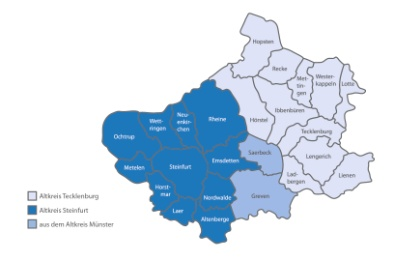 Hopsten
Recke
Met-
tin-
gen
Wester-
kappeln
Lotte
Ibbenbüren
Hörstel
Tecklenburg
Rheine
Neu-
enkir-
chen
Wett-
ringen
Ochtrup
Saerbeck
Lengerich
Emsdetten
Steinfurt
Metelen
Lad-
bergen
Lienen
Horst-
mar
Nordwalde
Greven
Laer
Altenberge
Altkreis Tecklenburg
Altkreis Steinfurt
aus dem Altkreis Münster